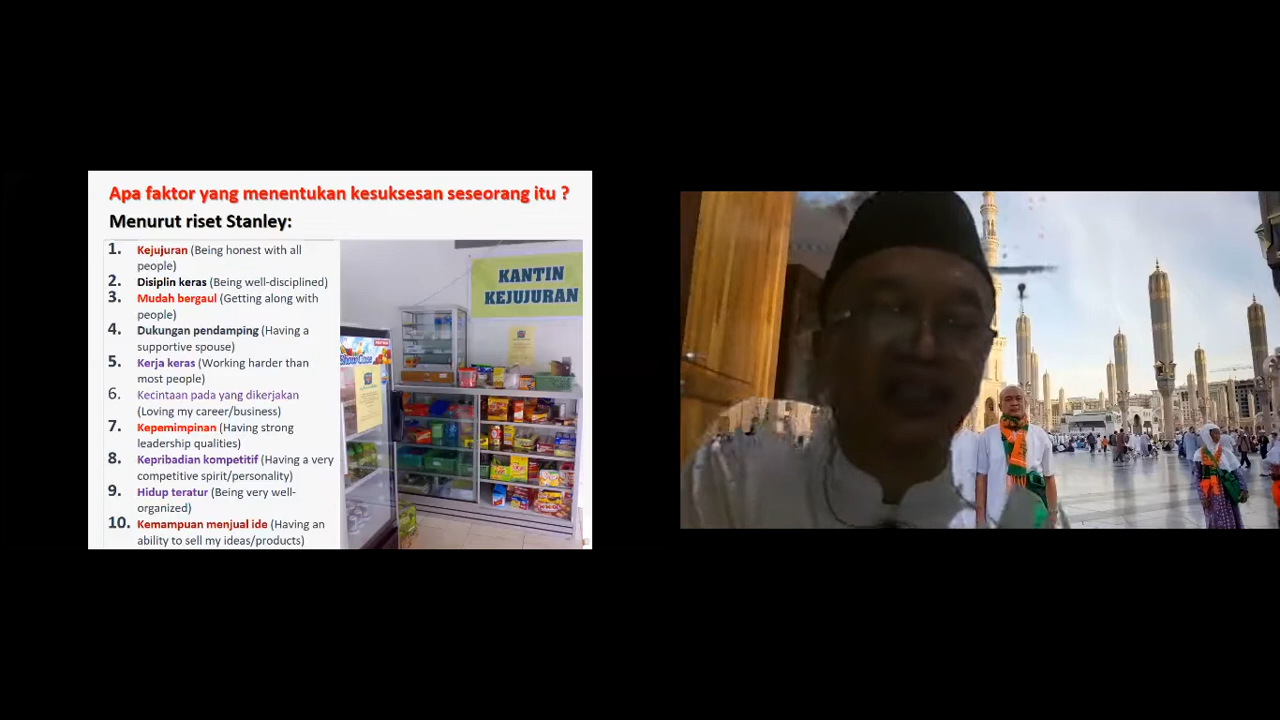 Apa faktor yang menentukan kesuksesan seseorang itu ?
Menurut riset Stanley:
1. Kejujuran (Being honest with all
people)
2. Disiplin keras (Being well-disciplined)
3. Mudah bergaul (Getting along with
people)
4. Dukungan pendamping (Having a
supportive spouse)
5. Kerja keras (Working harder than
most people)
6. Kecintaan pada yang dikerjakan
(Loving my career/business)
7. Kepemimpinan (Having strong
leadership qualities)
8. Kepribadian kompetitif (Having a very
competitive spirit/personality)
9. Hidup teratur (Being very well-
organized)
10. Kemampuan menjual ide (Having an
ability to sell my ideas/products)
KANTIN
KEJUJURAN
Show Case